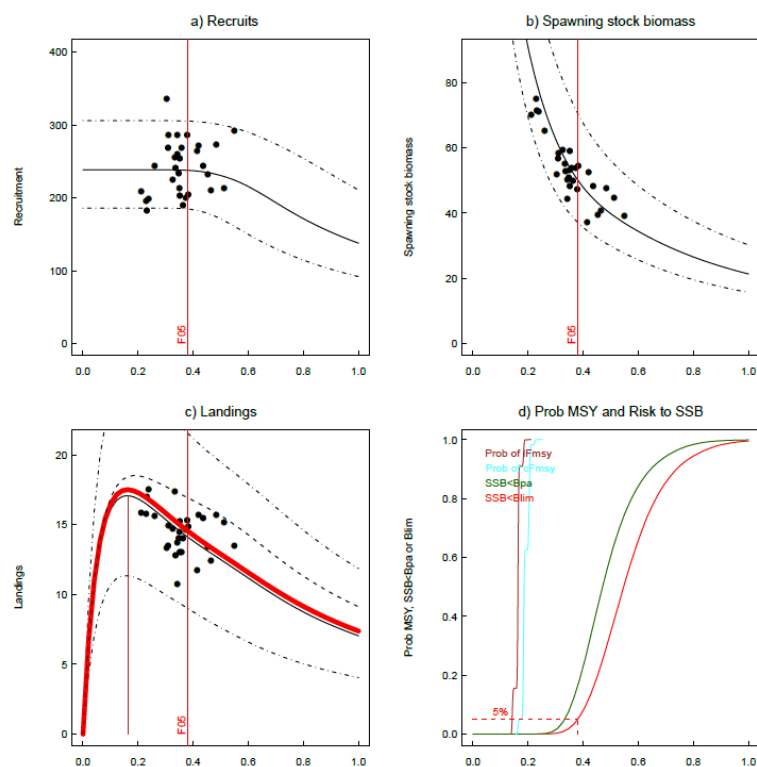 a) Recruits
Recruitment
400
300
200
100
0
F05
0.0 0.2 0.4 0.6 0.8 1.0
b) Spawning stock biomass
Spawning stock biomass
80
60
40
20
0
F05
0.0 0.2 0.4 0.6 0.8 1.0
c) Landings
Landings
20
15
10
5
0
F05
0.0 0.2 0.4 0.6 0.8 1.0
d) Prob MSY and Risk to SSB
Prob MSY, SSB<Bpa or Blim
1.0
0.8
0.6
0.4
0.2
0.0
Prob of lFmsy
Prob of cFmsy
SSB<Bpa
SSB<Blim
5%
0.0 0.2 0.4 0.6 0.8 1.0